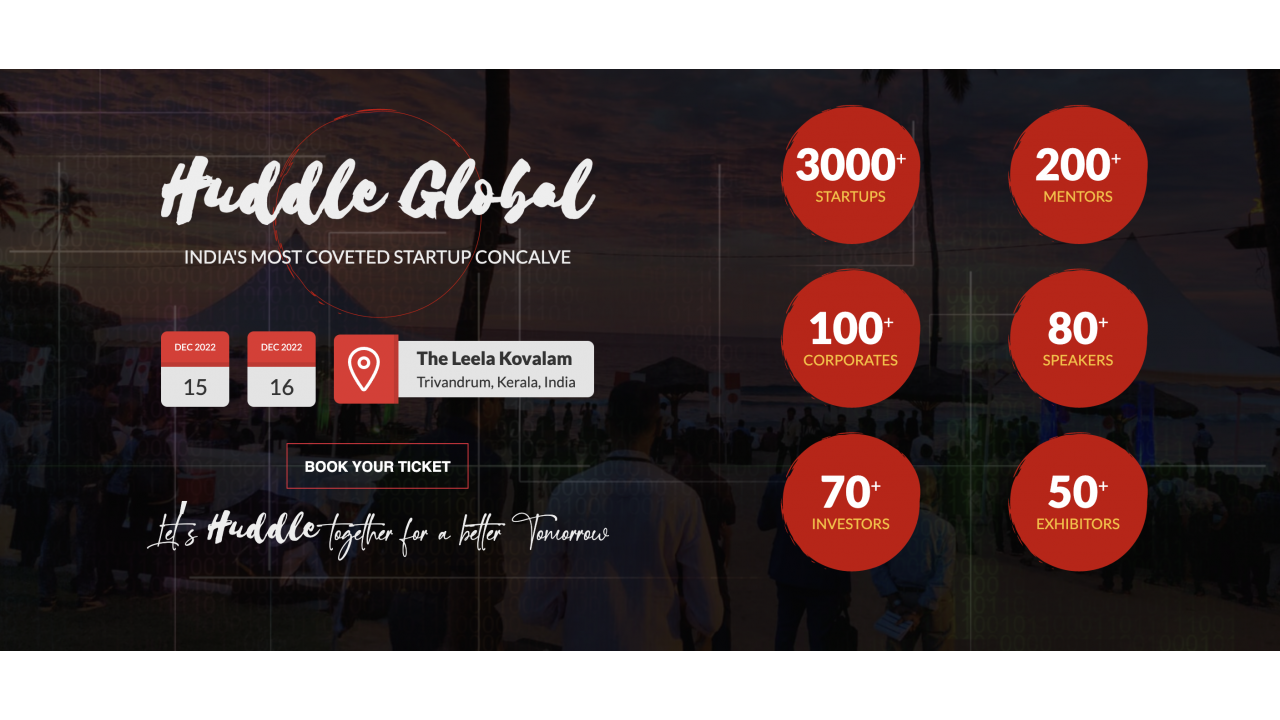 Huddle Global
INDIA'S MOST COVETED STARTUP CONCALVE
DEC 2022
15
DEC 2022
16
The Leela Kovalam
Trivandrum, Kerala, India
BOOK YOUR TICKET
Let's Huddle together for a better Tomorrow
3000+
STARTUPS
200+
MENTORS
100+
CORPORATES
80+
SPEAKERS
70+
INVESTORS
50+
EXHIBITORS